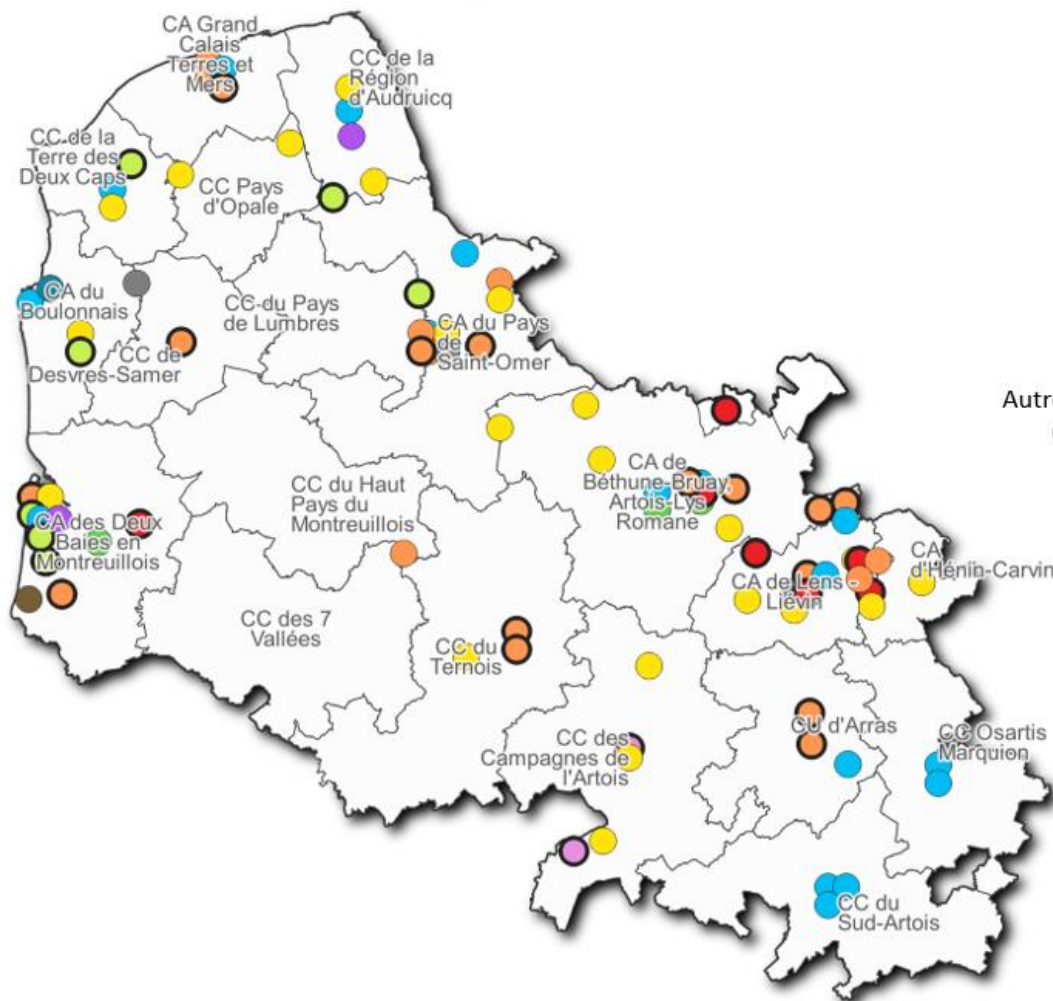 CA Grand
Calais
Terres et
Mers
CC de la
Région
d'Audruicq
CC de la
Terre des
Deux Caps
CC Pays
d'Opale
CA du
Boulonnais
CC du Pays
de Lumbres
CC de
Desvres-Samer
CA du Pays
de
Saint-Omer
CA de
Béthune-Bruay,
Artois-Lys
Romane
CC du Haut
Pays du
Montreuillois
CA des Deux
Baies en
Montreuillois
CA
d'Hénin-Carvin
CA de Lens -
Liévin
CC des 7
Vallées
CC du
Ternois
CC des
Campagnes de
l'Artois
CU d'Arras
CC Osartis
Marquion
CC du
Sud-Artois